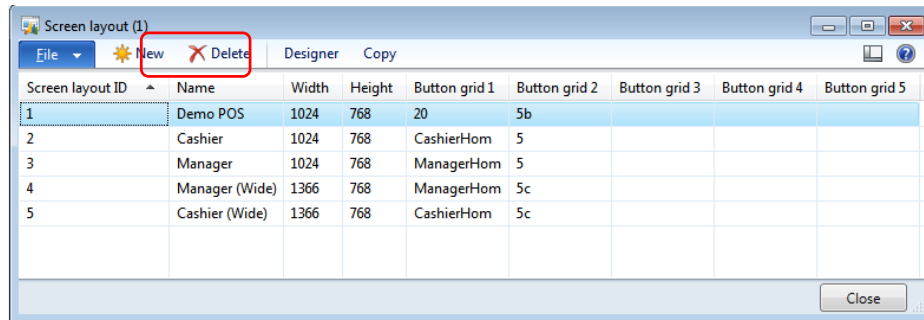 Screen layout (1)
File New Delete Designer Copy
Screen layout ID Name Width Height Button grid 1 Button grid 2 Button grid 3 Button grid 4 Button grid 5
1 Demo POS 1024 768 20 5b
2 Cashier 1024 768 CashierHom 5
3 Manager 1024 768 ManagerHom 5
4 Manager (Wide) 1366 768 ManagerHom 5c
5 Cashier (Wide) 1366 768 CashierHom 5c
Close